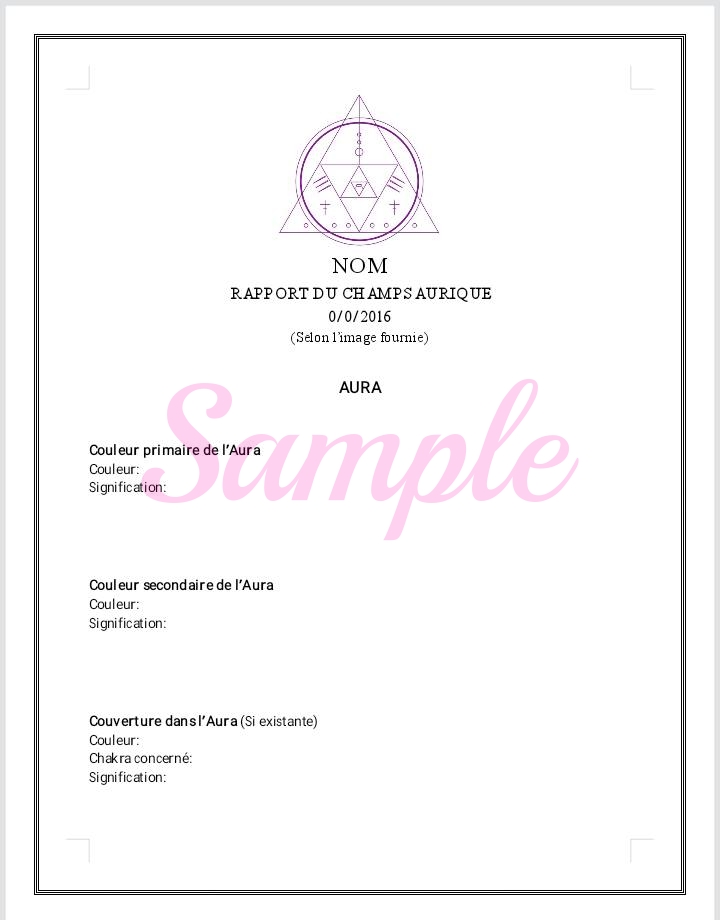 NOM
RAPPORT DU CHAMPS AURIQUE
0/0/2016
(Selon l'image fournie)
AURA
Sample
Couleur primaire de l'Aura
Couleur:
Signification:
Couleur secondaire de l'Aura
Couleur:
Signification:
Couverture dans l'Aura (Si existante)
Couleur:
Chakra concerné:
Signification: